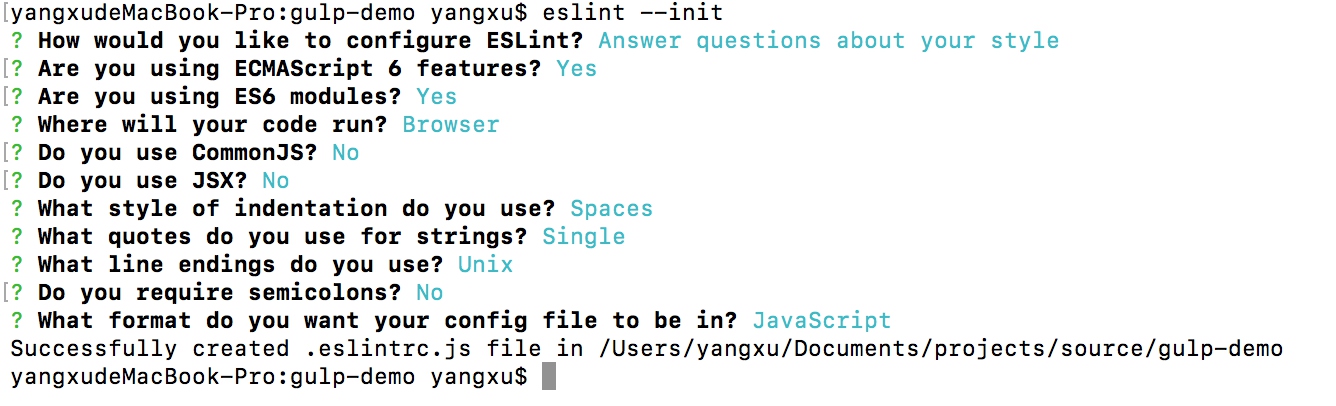 [yangxudeMacBook-Pro:gulp-demo yangxu$ eslint --init
? How would you like to configure ESLint? Answer questions about your style
[? Are you using ECMAScript 6 features? Yes
[? Are you using ES6 modules? Yes
? Where will your code run? Browser
[? Do you use CommonJS? No
[? Do you use JSX? No
? What style of indentation do you use? Spaces
? What quotes do you use for strings? Single
? What line endings do you use? Unix
[? Do you require semicolons? No
? What format do you want your config file to be in? JavaScript
Successfully created .eslintrc.js file in /Users/yangxu/Documents/projects/source/gulp-demo
yangxudeMacBook-Pro:gulp-demo yangxu$